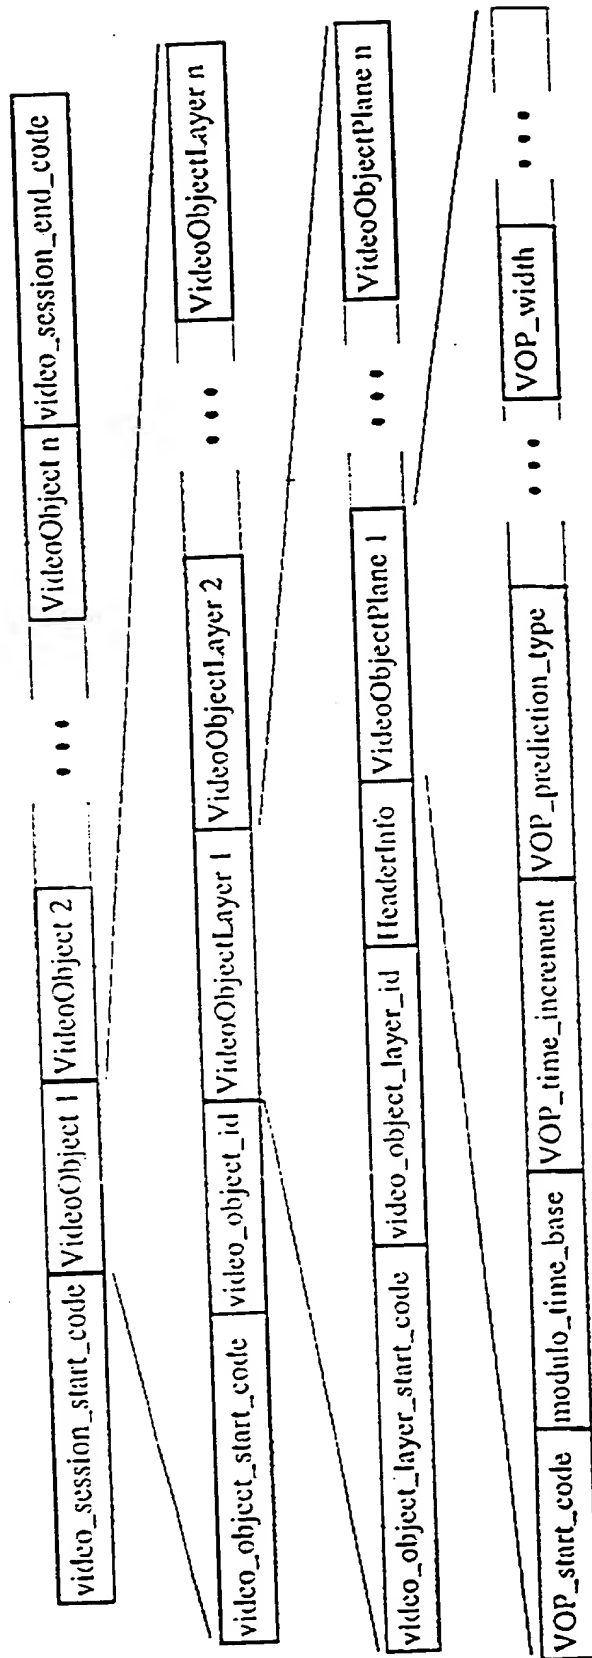 video_session_start_code VideoObject 1 VideoObject 2 • • • VideoObject n video_session_end_code
video_object_start_code video_object_id VideoObjectLayer 1 VideoObjectLayer 2 • • • VideoObjectLayer n
video_object_layer_start_code video_object_layer_id HeaderInfo VideoObjectPlane 1 • • • VideoObjectPlane n
VOP_start_code modulo_time_base VOP_time_increment VOP_prediction_type • • • VOP_width • • •